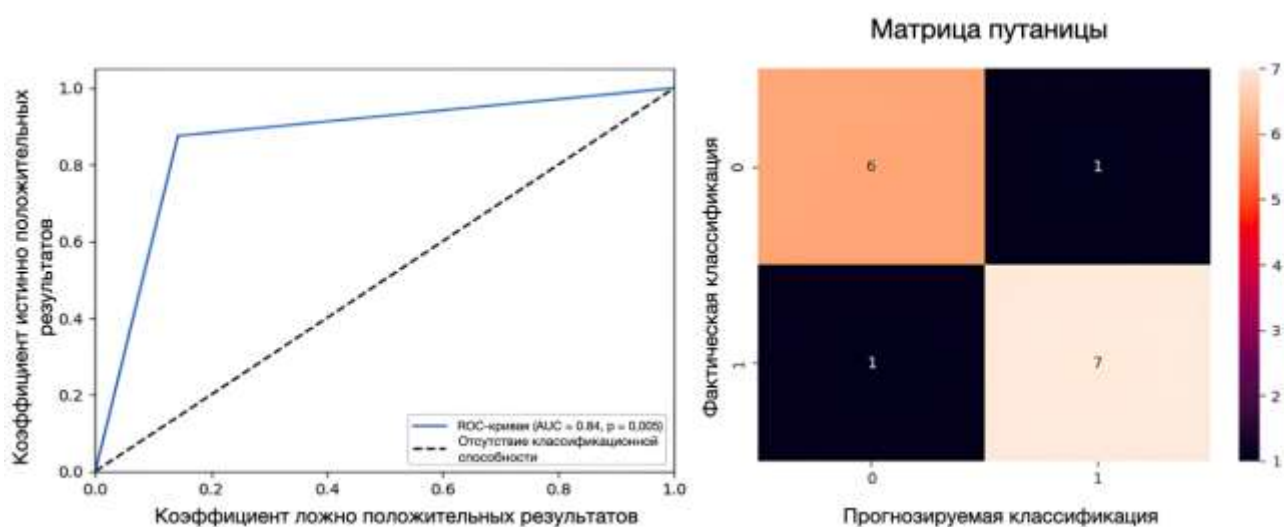 Коэффициент истинно положительных
результатов
1.0
0.8
0.6
0.4
0.2
0.0
0.0 0.2 0.4 0.6 0.8 1.0
ROC-кривая (AUC = 0.84, p = 0,005)
Отсутствие классификационной
способности
Коэффициент ложно положительных результатов
Матрица путаницы
Фактическая классификация
0
1
6 1
1 7
0 1
Прогнозируемая классификация
7
6
5
4
3
2
1